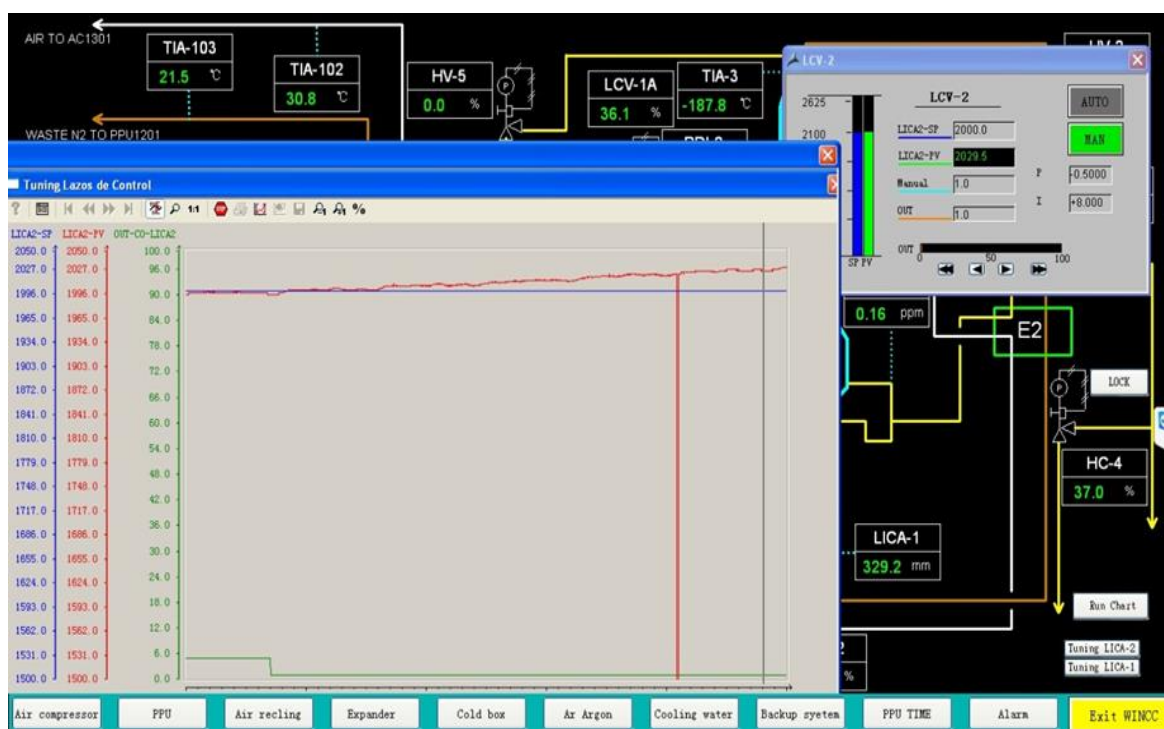 AIR TO AC1301
TIA-103
21.5 ℃
TIA-102
30.8 ℃
HV-5
0.0 %
LCV-1A
36.1 %
TIA-3
-187.8 ℃
WASTE N2 TO PPU1201
LCV-2
LCV-2
2625
2100
LICA2-SP 2000.0
LICA2-PV 2029.5
Manual 1.0
OUT 1.0
AUTO
MAN
P -0.5000
I +8.000
SP PV
OUT 0 50 100
Tuning Lazos de Control
1:1
STOP
%
LICA2-SP LICA2-PV OUT-CO-LICA2
2050.0 2050.0 100.0
2027.0 2027.0 96.0
1996.0 1996.0 90.0
1965.0 1965.0 84.0
1934.0 1934.0 78.0
1903.0 1903.0 72.0
1872.0 1872.0 66.0
1841.0 1841.0 60.0
1810.0 1810.0 54.0
1779.0 1779.0 48.0
1748.0 1748.0 42.0
1717.0 1717.0 36.0
1686.0 1686.0 30.0
1655.0 1655.0 24.0
1624.0 1624.0 18.0
1593.0 1593.0 12.0
1562.0 1562.0 6.0
1531.0 1531.0 0.0
1500.0 1500.0
0.16 ppm
E2
P
P
LOCK
HC-4
37.0 %
LICA-1
329.2 mm
Run Chart
Tuning LICA-2
Tuning LICA-1
%
Air compressor
PPU
Air recling
Expander
Cold box
Ar Argon
Cooling water
Backup syetem
PPU TIME
Alarm
Exit WINCC